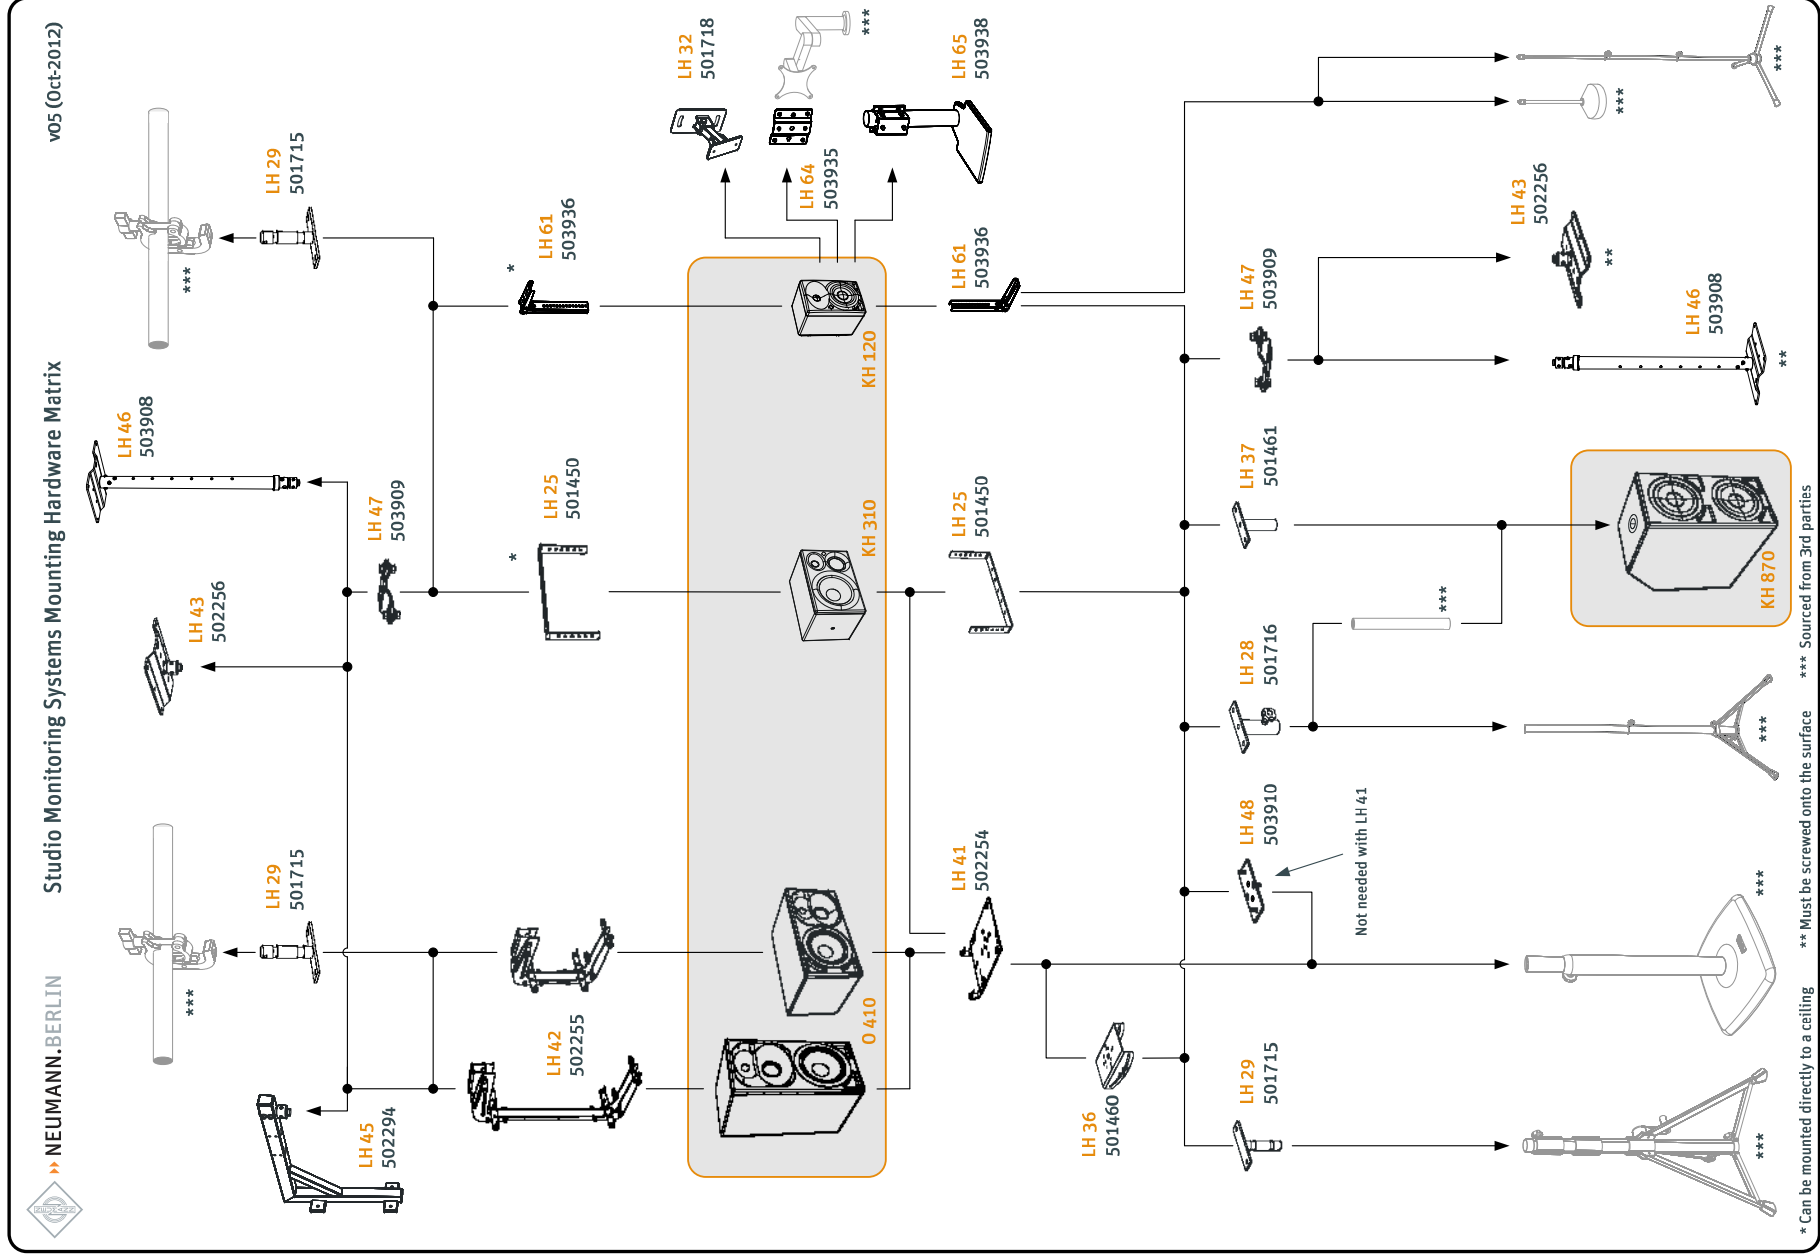 NEUMANN.BERLIN
Studio Monitoring Systems Mounting Hardware Matrix
v05 (Oct-2012)
LH 45
502294
LH 29
501715
***
LH 43
502256
LH 46
503908
LH 29
501715
***
LH 47
503909
LH 42
502255
*
LH 25
501450
*
LH 61
503936
LH 32
501718
***
LH 64
503935
LH 65
503938
O 410
KH 310
KH 120
LH 41
502254
LH 25
501450
LH 61
503936
LH 36
501460
LH 29
501715
LH 48
503910
Not needed with LH 41
LH 28
501716
***
LH 37
501461
LH 47
503909
LH 43
502256
**
LH 46
503908
**
***
***
***
***
***
KH 870
* Can be mounted directly to a ceiling
** Must be screwed onto the surface
*** Sourced from 3rd parties